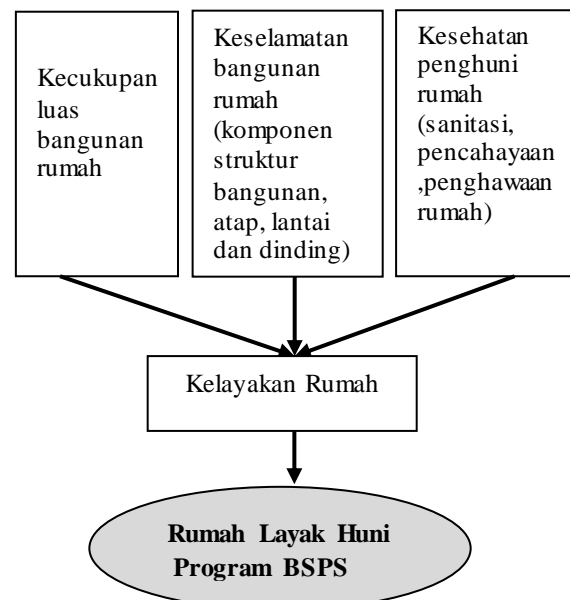 Kecukupan
luas
bangunan
rumah
Keselamatan
bangunan
rumah
(komponen
struktur
bangunan,
atap, lantai
dan dinding)
Kesehatan
penghuni
rumah
(sanitasi,
pencahayaan
,penghawaan
rumah)
Kelayakan Rumah
Rumah Layak Huni
Program BSPS